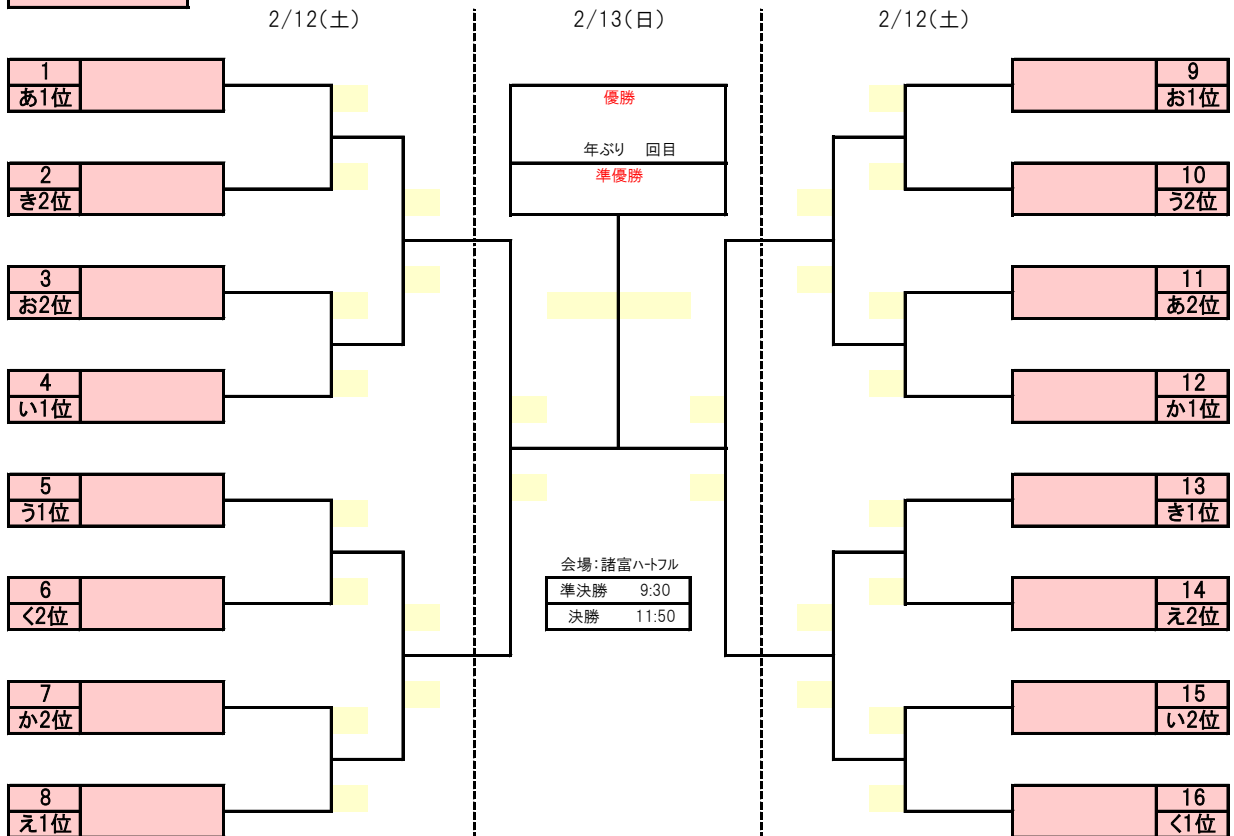 2/12(土)
2/13(日)
2/12(土)
1
あ1位
2
き2位
3
お2位
4
い1位
5
う1位
6
く2位
7
か2位
8
え1位
優勝
年ぶり 回目
準優勝
会場:諸富ハートフル
準決勝 9:30
決勝 11:50
9
お1位
10
う2位
11
あ2位
12
か1位
13
き1位
14
え2位
15
い2位
16
く1位